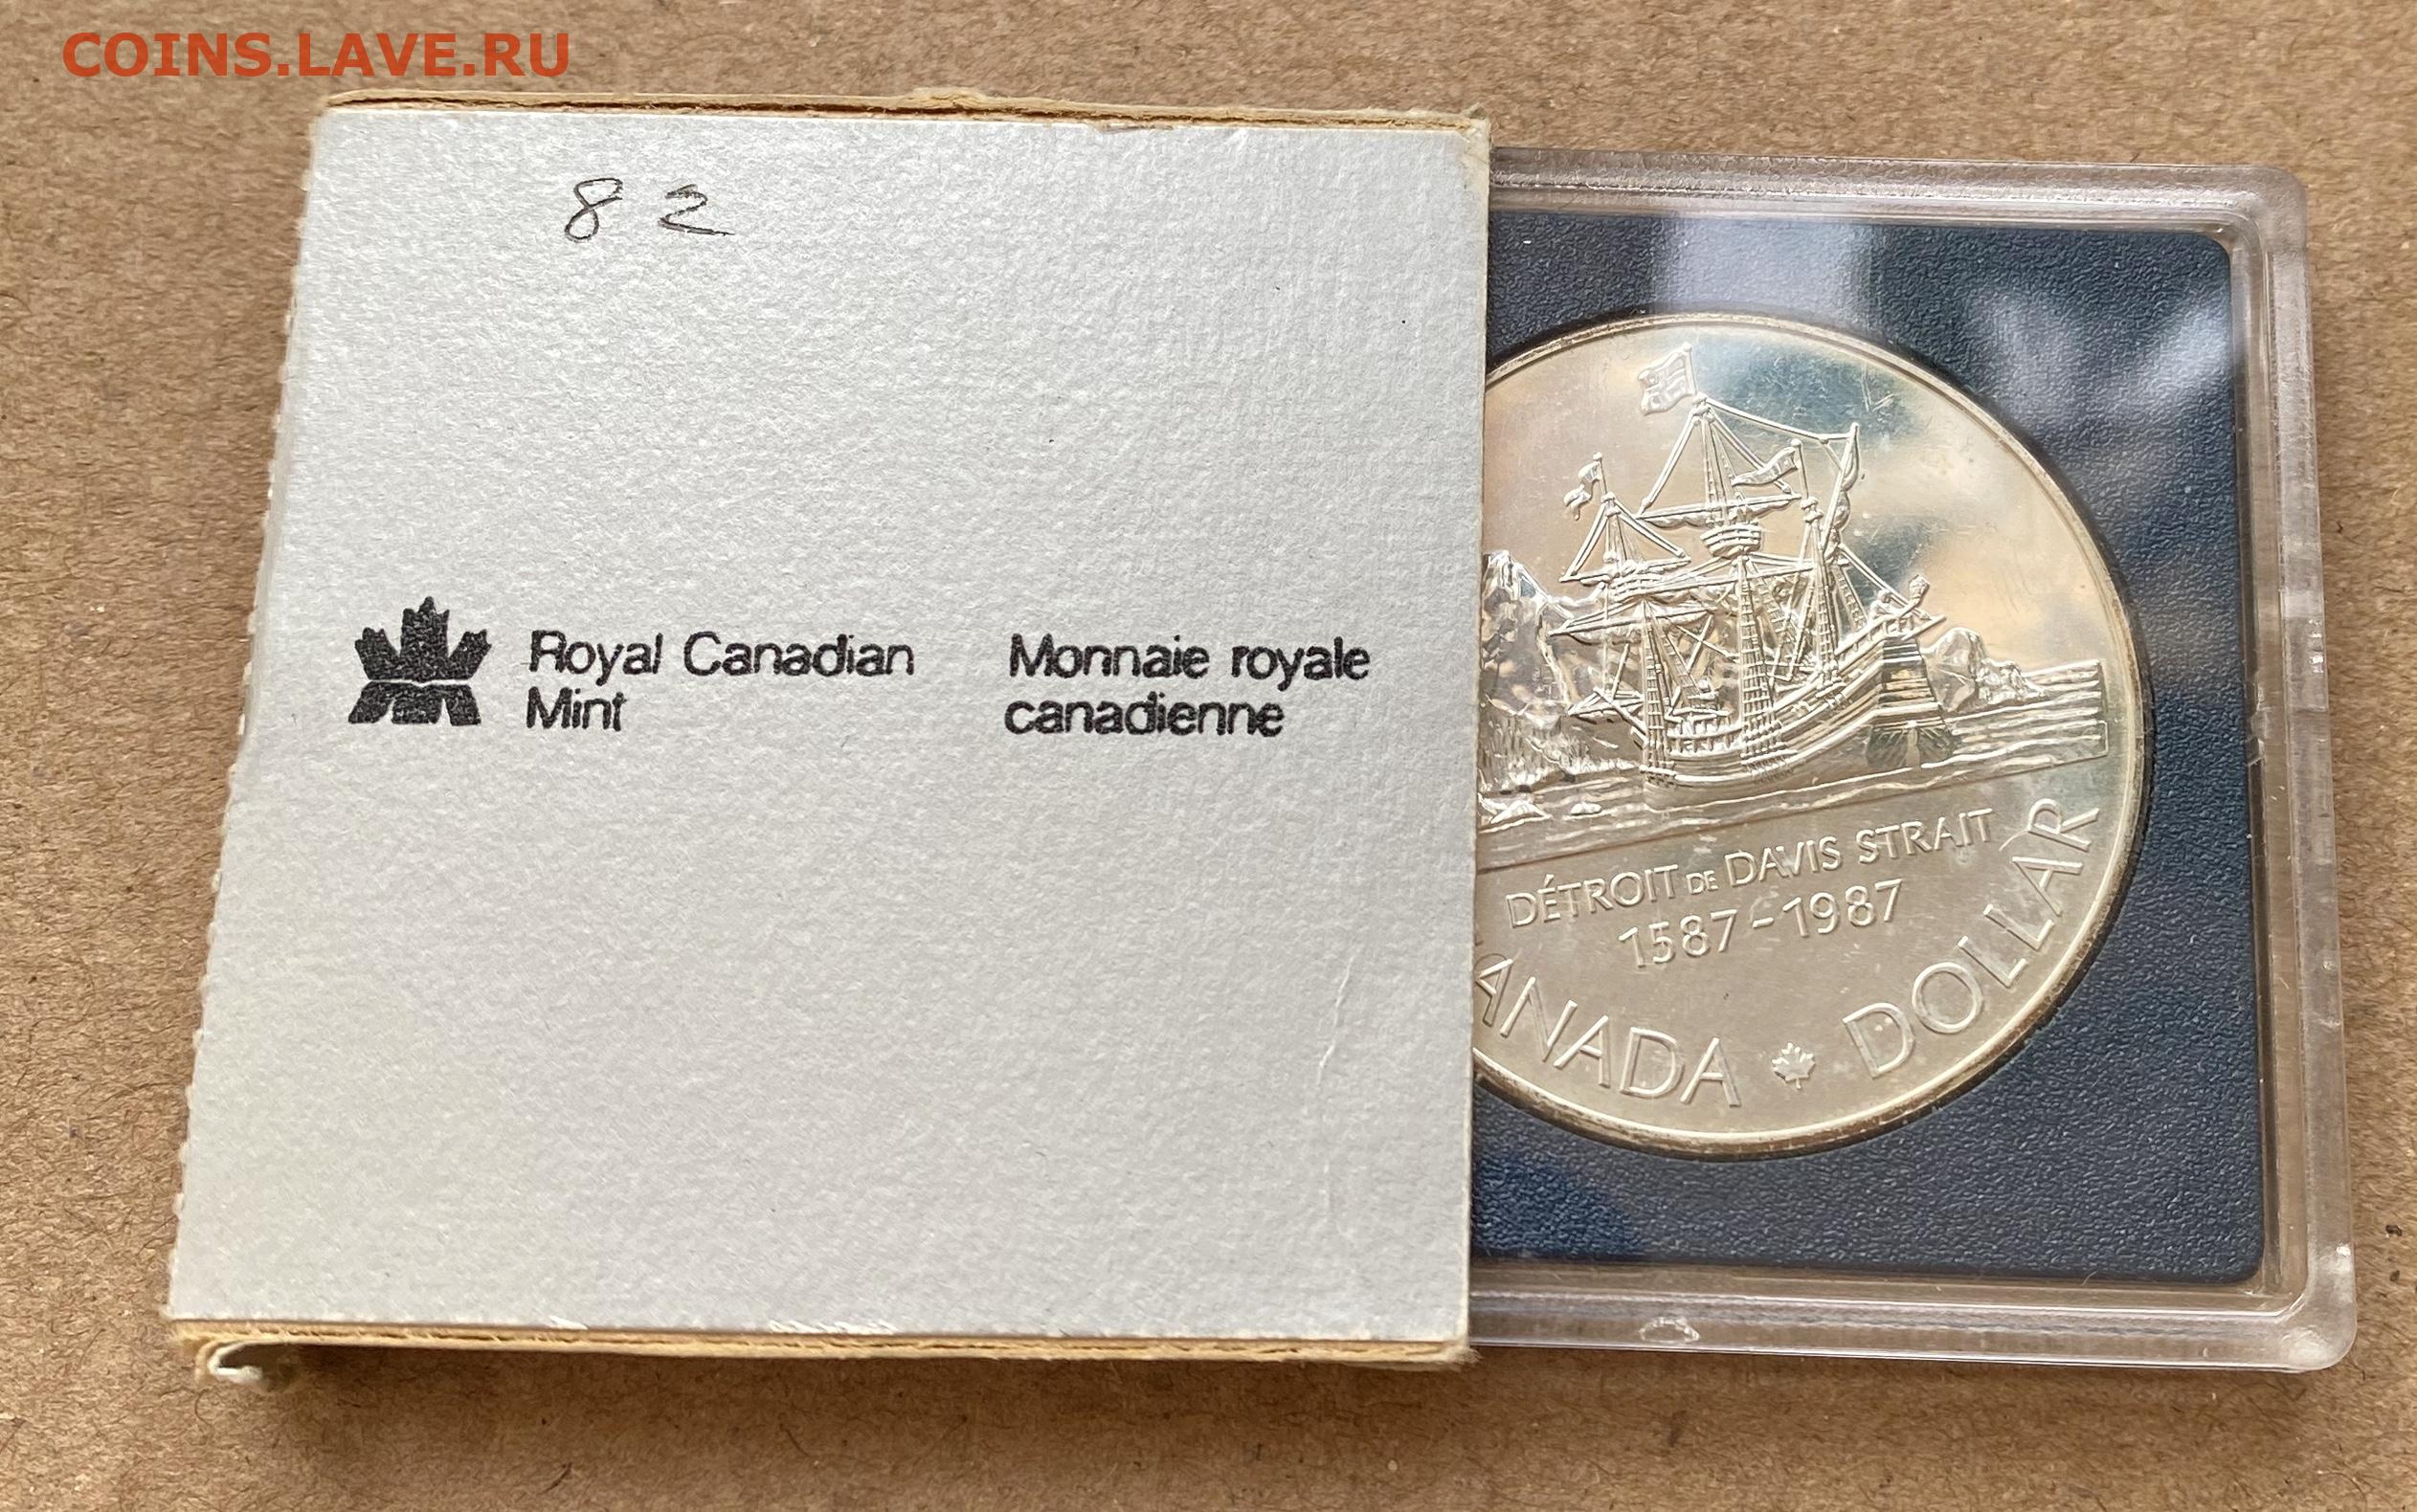 COINS.LAVE.RU
82
Royal Canadian
Mint
Monnaie royale
canadienne
DÉTROIT DE DAVIS STRAIT
1587-1987
ANADA DOLLAR